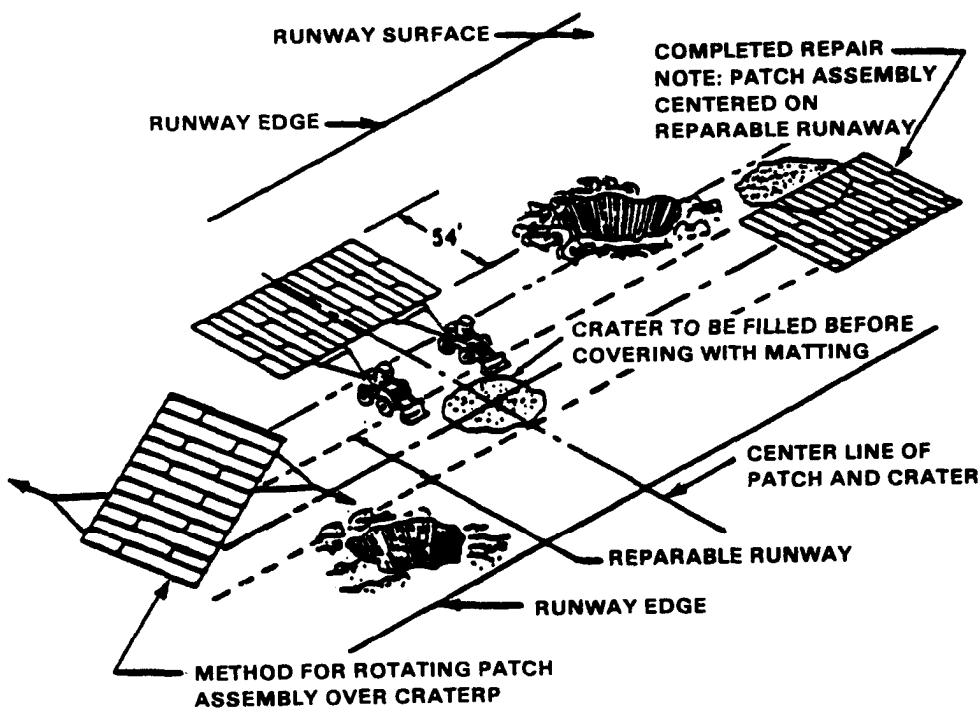 RUNWAY SURFACE
COMPLETED REPAIR
NOTE: PATCH ASSEMBLY
CENTERED ON
REPARABLE RUNAWAY
RUNWAY EDGE
54'
CRATER TO BE FILLED BEFORE
COVERING WITH MATTING
CENTER LINE OF
PATCH AND CRATER
REPARABLE RUNWAY
RUNWAY EDGE
METHOD FOR ROTATING PATCH
ASSEMBLY OVER CRATERP